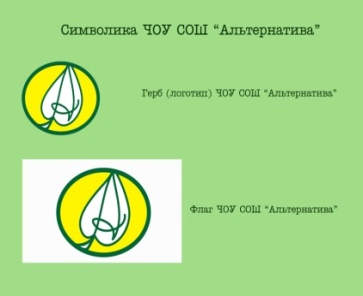 Символика ЧОУ СОШ "Альтернатива"
Герб (логотип) ЧОУ СОШ "Альтернатива"
Флаг ЧОУ СОШ "Альтернатива"